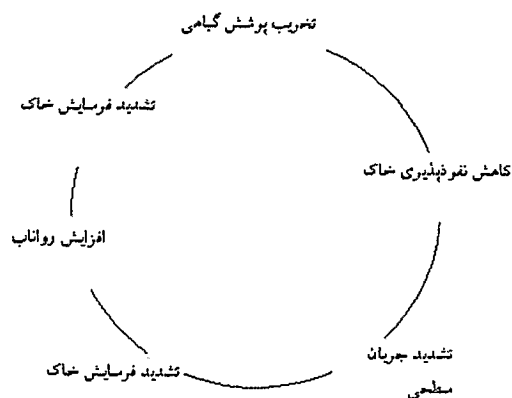 تخریب پوشش گیاهی
کاهش نفوذپذیری خاک
تشدید جریان
سطحی
تشدید فرسایش خاک
افزایش رواناب
تشدید فرسایش خاک